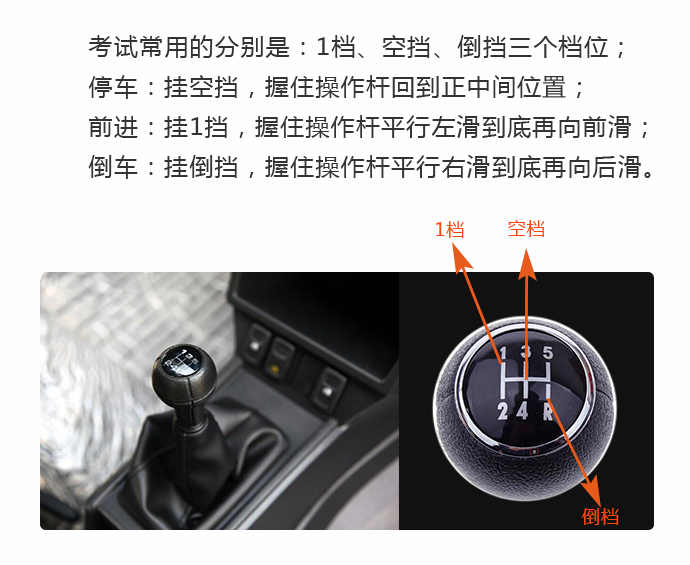 考试常用的分别是：1档、空挡、倒挡三个档位；
停车：挂空挡，握住操作杆回到正中间位置；
前进：挂1挡，握住操作杆平行左滑到底再向前滑；
倒车：挂倒挡，握住操作杆平行右滑到底再向后滑。
1档 空档
1 3 5
2 4 R
倒档